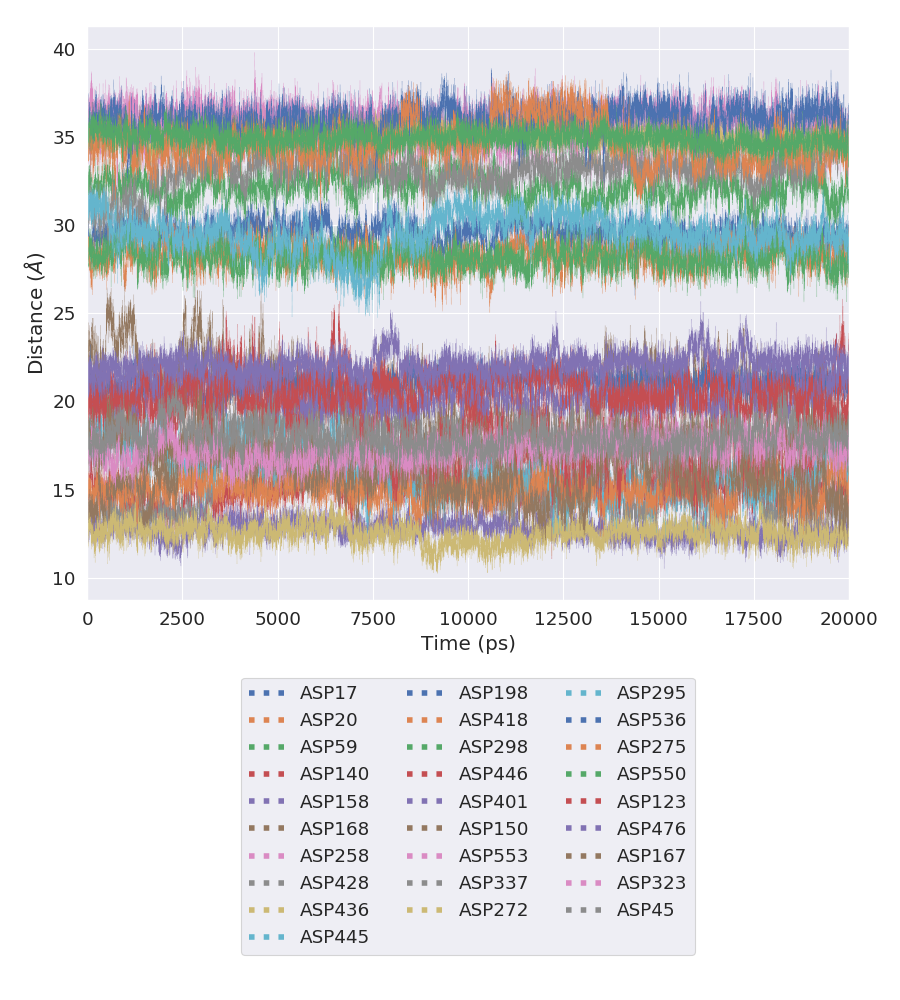 40
35
30
25
20
15
10
Distance (Å)
0 2500 5000 7500 10000 12500 15000 17500 20000
Time (ps)
ASP17 ASP198 ASP295
ASP20 ASP418 ASP536
ASP59 ASP298 ASP275
ASP140 ASP446 ASP550
ASP158 ASP401 ASP123
ASP168 ASP150 ASP476
ASP258 ASP553 ASP167
ASP428 ASP337 ASP323
ASP436 ASP272 ASP45
ASP445